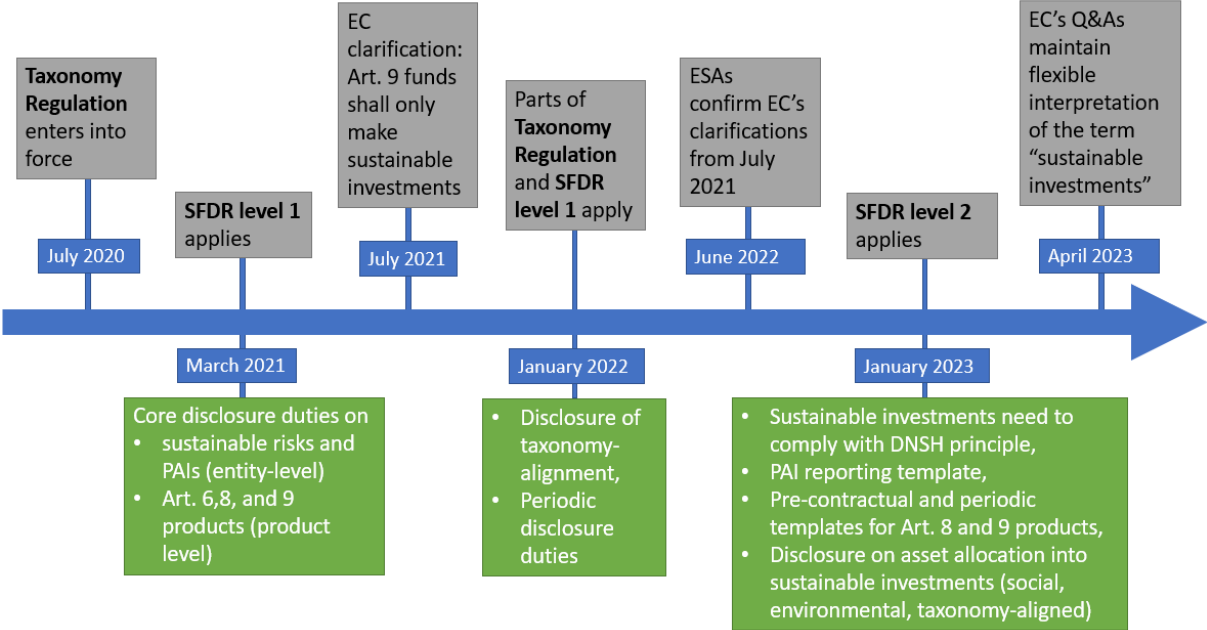 Taxonomy
Regulation
enters into
force
July 2020
SFDR level 1
applies
March 2021
Core disclosure duties on
• sustainable risks and
PAIs (entity-level)
• Art. 6,8, and 9
products (product
level)
EC
clarification:
Art. 9 funds
shall only
make
sustainable
investments
July 2021
Parts of
Taxonomy
Regulation
and SFDR
level 1 apply
January 2022
• Disclosure of
taxonomy-
alignment,
• Periodic
disclosure
duties
ESAs
confirm EC’s
clarifications
from July
2021
June 2022
SFDR level 2
applies
January 2023
• Sustainable investments need to
comply with DNSH principle,
• PAI reporting template,
• Pre-contractual and periodic
templates for Art. 8 and 9 products,
• Disclosure on asset allocation into
sustainable investments (social,
environmental, taxonomy-aligned)
EC’s Q&As
maintain
flexible
interpretation
of the term
“sustainable
investments”
April 2023